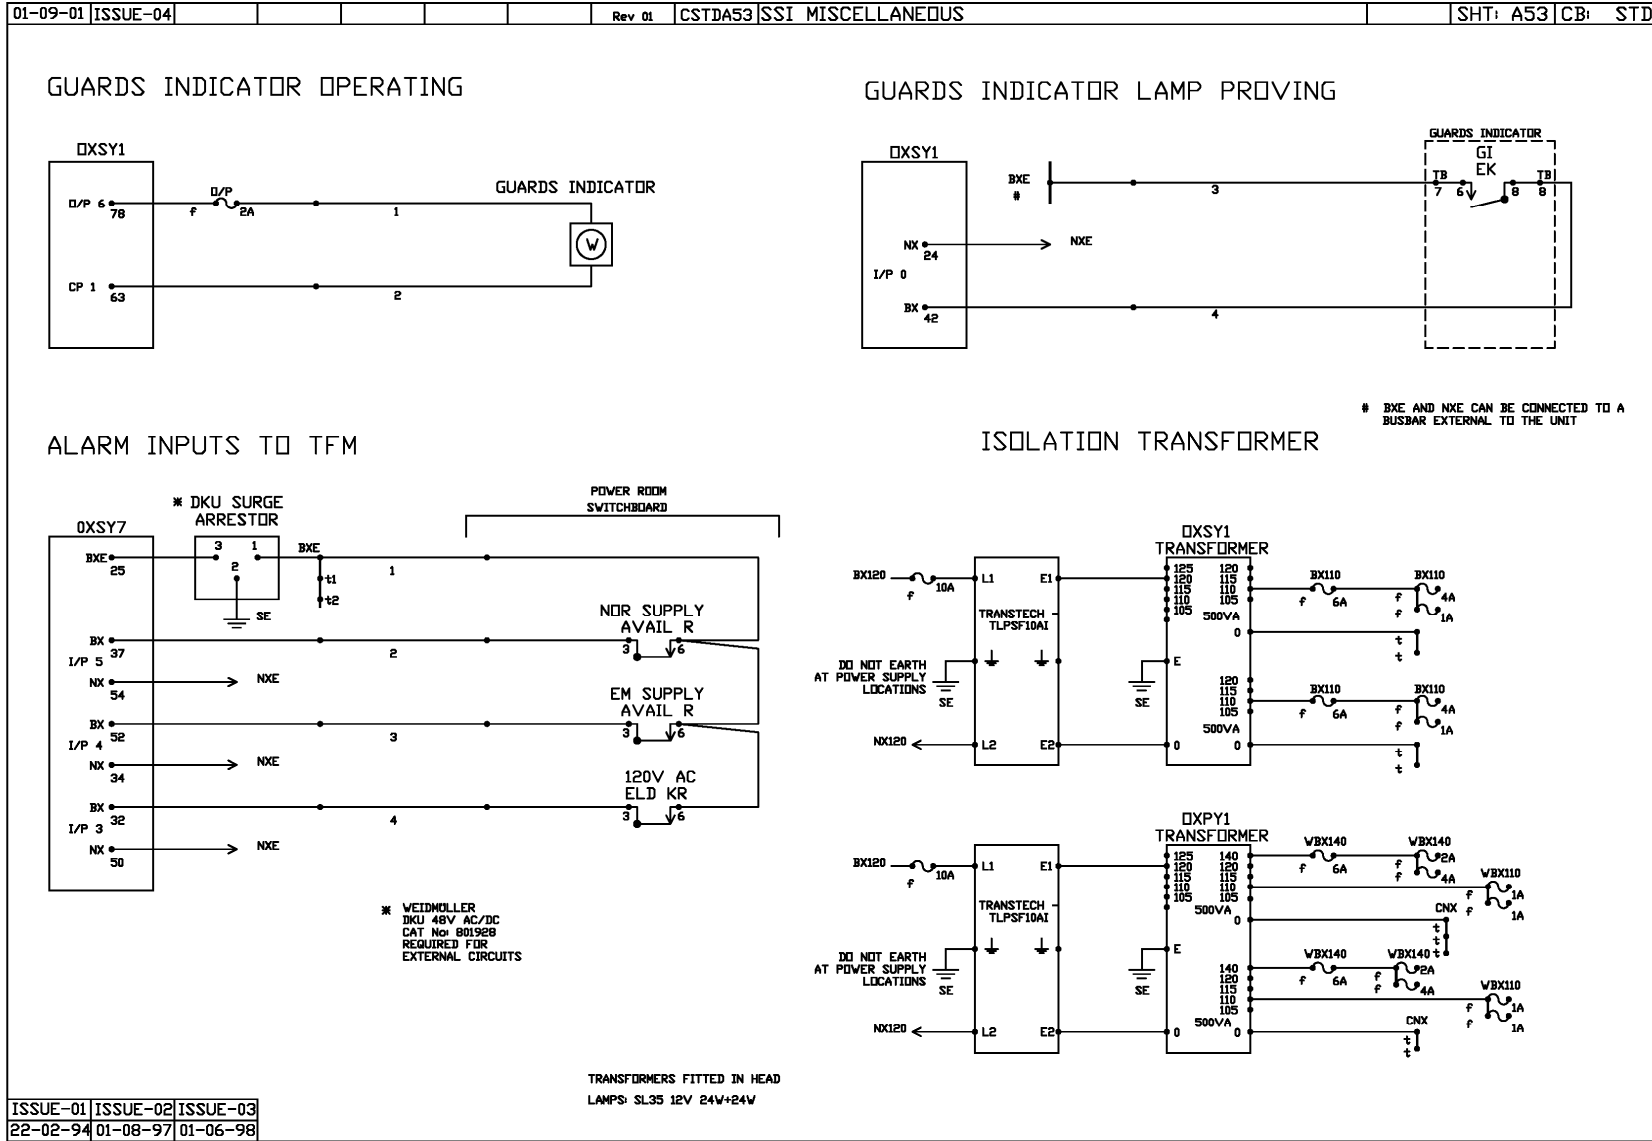 01-09-01 ISSUE-04 Rev 01 CSTDA53 SSI MISCELLANEOUS SHT: A53 CB: STD
GUARDS INDICATOR OPERATING
OXSY1
O/P 6
78
f
O/P
2A
1
GUARDS INDICATOR
W
CP 1
63
2
GUARDS INDICATOR LAMP PROVING
OXSY1
BXE
#
3
GUARDS INDICATOR
GI
EK
TB
7
6
8
TB
8
NX
24
NXE
I/P 0
BX
42
4
# BXE AND NXE CAN BE CONNECTED TO A
BUSBAR EXTERNAL TO THE UNIT
ALARM INPUTS TO TFM
* DKU SURGE
ARRESTOR
POWER ROOM
SWITCHBOARD
OXSY7
BXE
25
3
1
2
SE
BXE
t1
t2
1
NOR SUPPLY
AVAIL R
3
6
BX
37
2
I/P 5
NX
54
NXE
EM SUPPLY
AVAIL R
3
6
BX
52
3
I/P 4
NX
34
NXE
120V AC
ELD KR
3
6
BX
32
4
I/P 3
NX
50
NXE
* WEIDMULLER
DKU 48V AC/DC
CAT No: 801928
REQUIRED FOR
EXTERNAL CIRCUITS
ISOLATION TRANSFORMER
OXSY1
TRANSFORMER
BX120
f
10A
L1
E1
TRANSTECH -
TLPSF10AI
DO NOT EARTH
AT POWER SUPPLY
LOCATIONS
SE
NX120
L2
E2
SE
E
0
125
120
115
110
105
120
115
110
105
500VA
0
BX110
f
6A
BX110
f
4A
f
1A
t
t
120
115
110
105
500VA
0
BX110
f
6A
BX110
f
4A
f
1A
t
t
OXPY1
TRANSFORMER
BX120
f
10A
L1
E1
TRANSTECH -
TLPSF10AI
DO NOT EARTH
AT POWER SUPPLY
LOCATIONS
SE
NX120
L2
E2
SE
E
0
125
120
115
110
105
140
120
115
110
105
500VA
0
WBX140
f
6A
WBX140
f
2A
f
4A
WBX110
f
1A
f
1A
CNX
t
t
t
140
120
115
110
105
500VA
0
WBX140
f
6A
WBX140
f
2A
f
4A
WBX110
f
1A
f
1A
CNX
t
t
TRANSFORMERS FITTED IN HEAD
LAMPS: SL35 12V 24W+24W
ISSUE-01 ISSUE-02 ISSUE-03
22-02-94 01-08-97 01-06-98